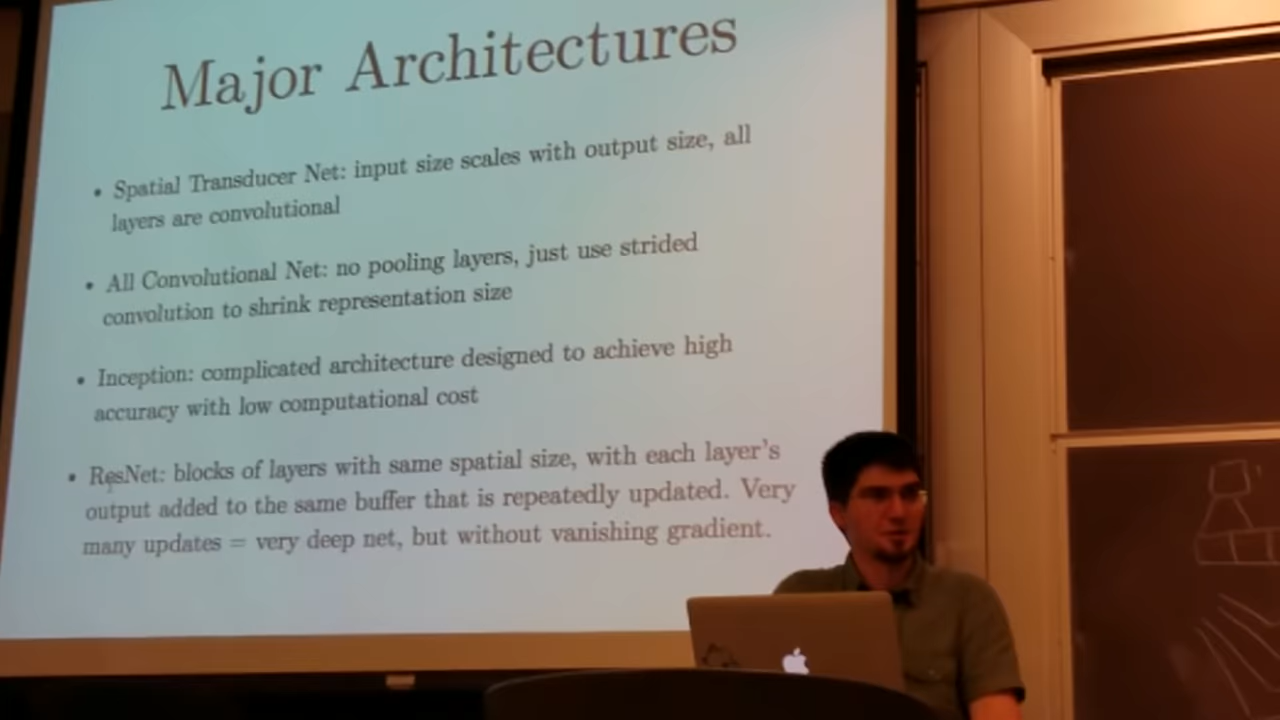 Major Architectures
• Spatial Transducer Net: input size scales with output size, all
layers are convolutional
• All Convolutional Net: no pooling layers, just use strided
convolution to shrink representation size
• Inception: complicated architecture designed to achieve high
accuracy with low computational cost
• ResNet: blocks of layers with same spatial size, with each layer's
output added to the same buffer that is repeatedly updated. Very
many updates = very deep net, but without vanishing gradient.